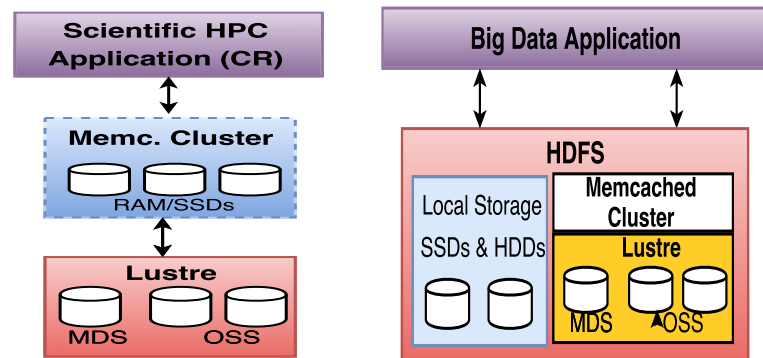 Scientific HPC
Application (CR)
Memc. Cluster
RAM/SSDs
Lustre
MDS OSS
Big Data Application
HDFS
Local Storage
SSDs & HDDs
Memcached
Cluster
Lustre
MDS OSS